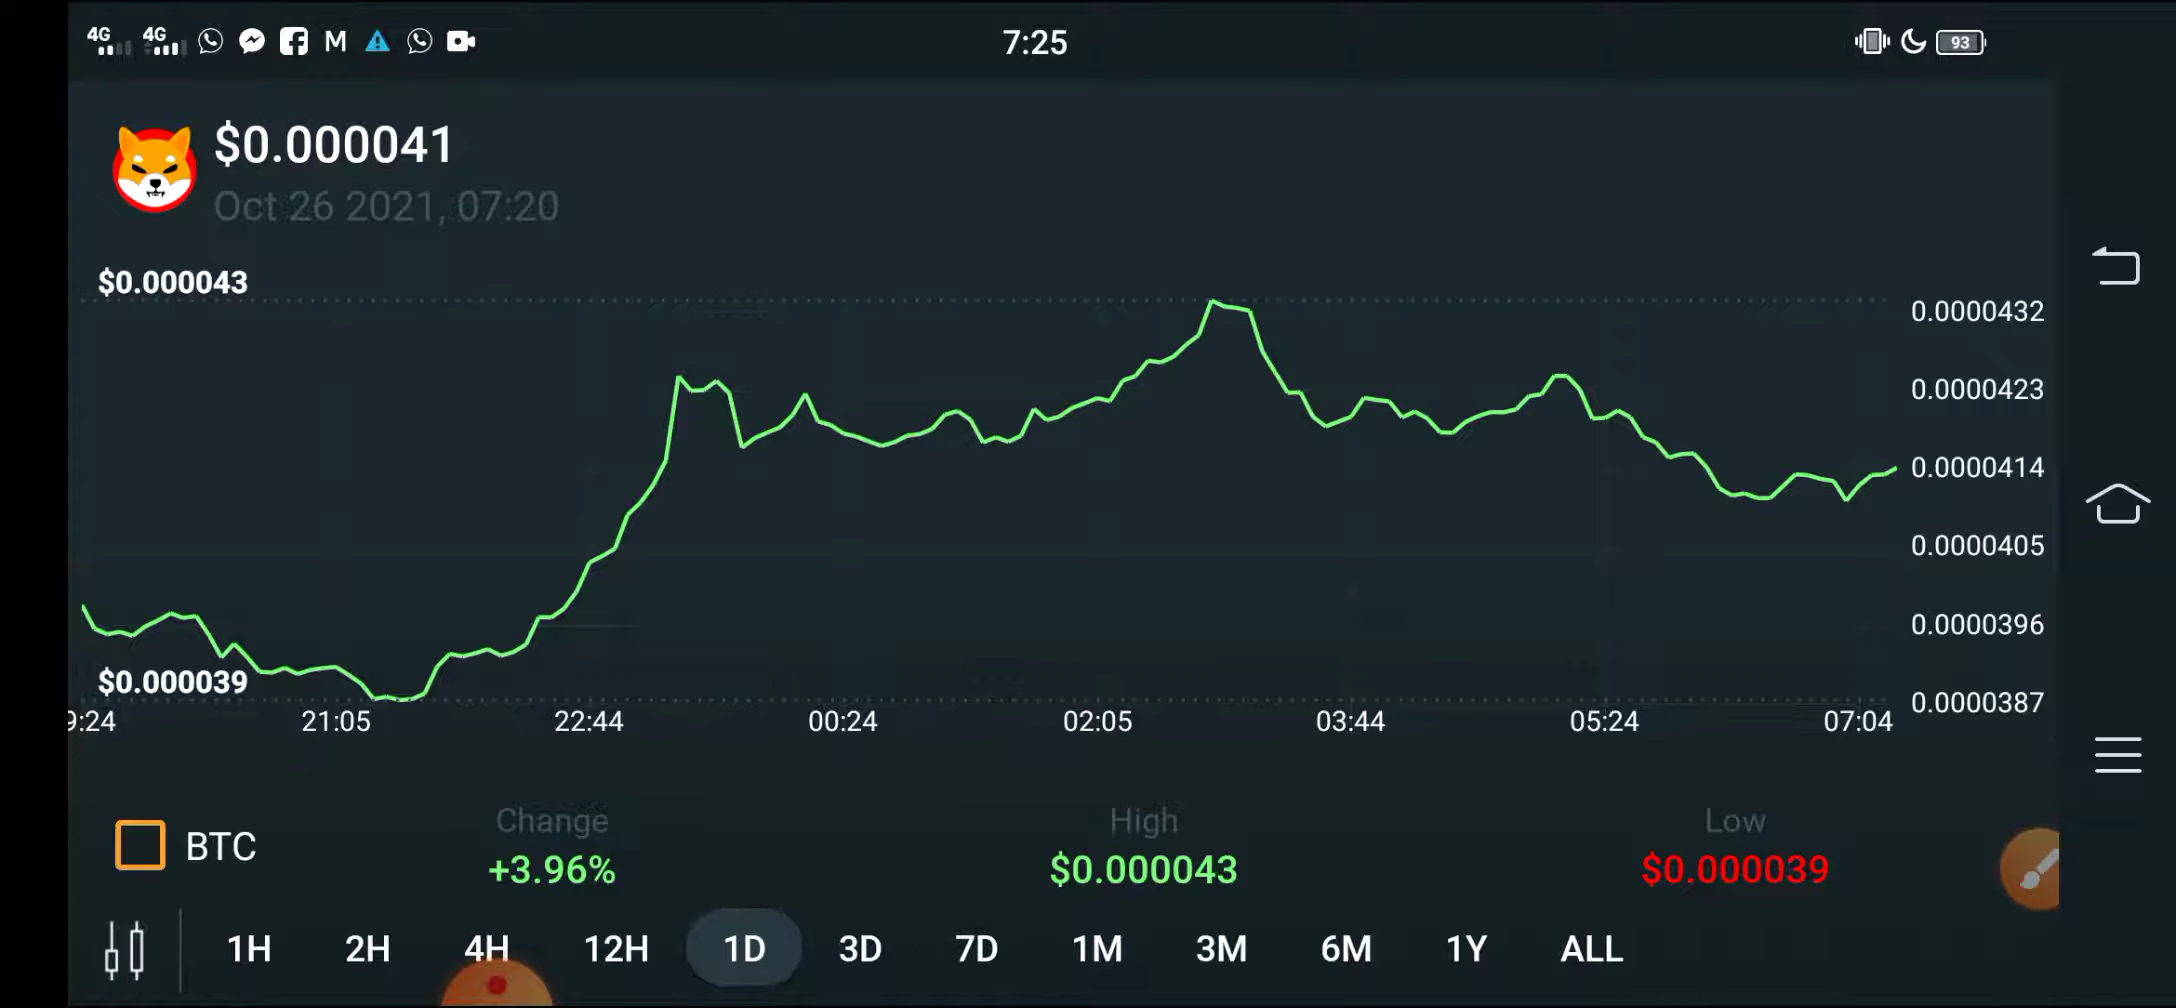 4G 4G M 7:25 93
$0.000041
Oct 26 2021, 07:20
$0.000043
0.0000432
0.0000423
0.0000414
0.0000405
0.0000396
$0.000039
0.0000387
9:24 21:05 22:44 00:24 02:05 03:44 05:24 07:04
BTC
Change High Low
+3.96% $0.000043 $0.000039
1H 2H 4H 12H 1D 3D 7D 1M 3M 6M 1Y ALL